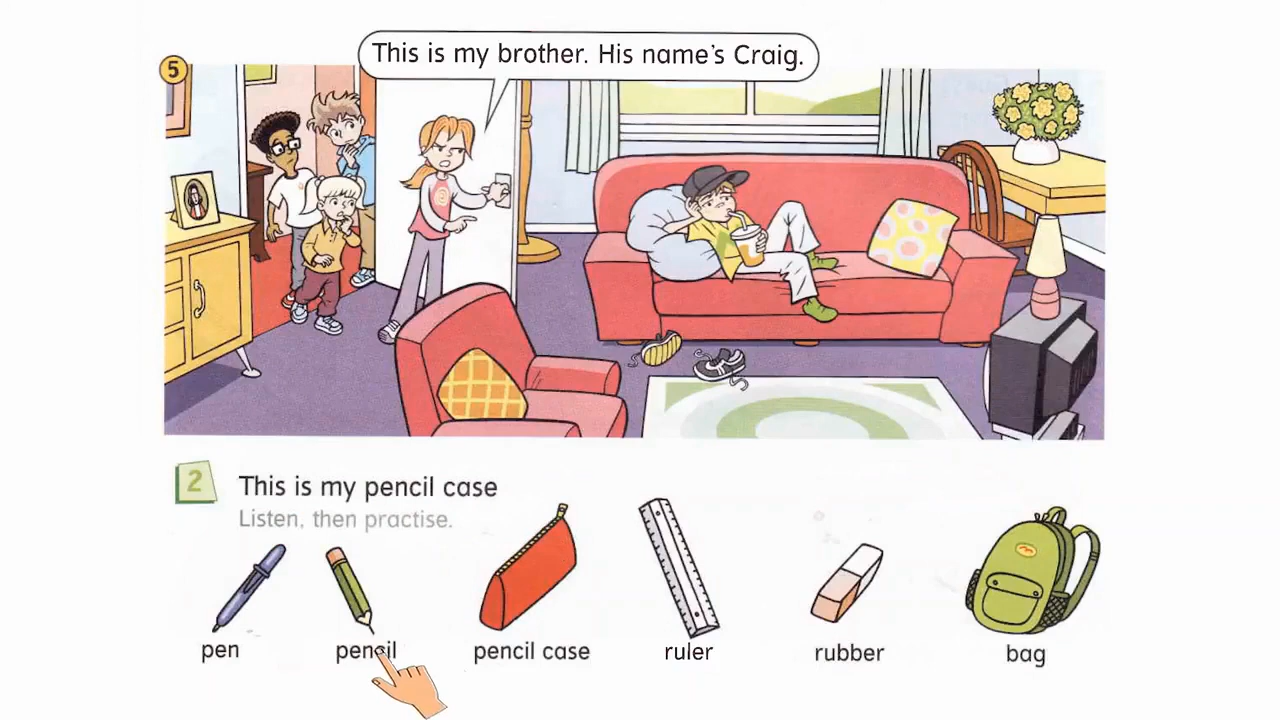 This is my brother. His name's Craig.
5
2
This is my pencil case
Listen, then practise.
pen pencil pencil case ruler rubber bag